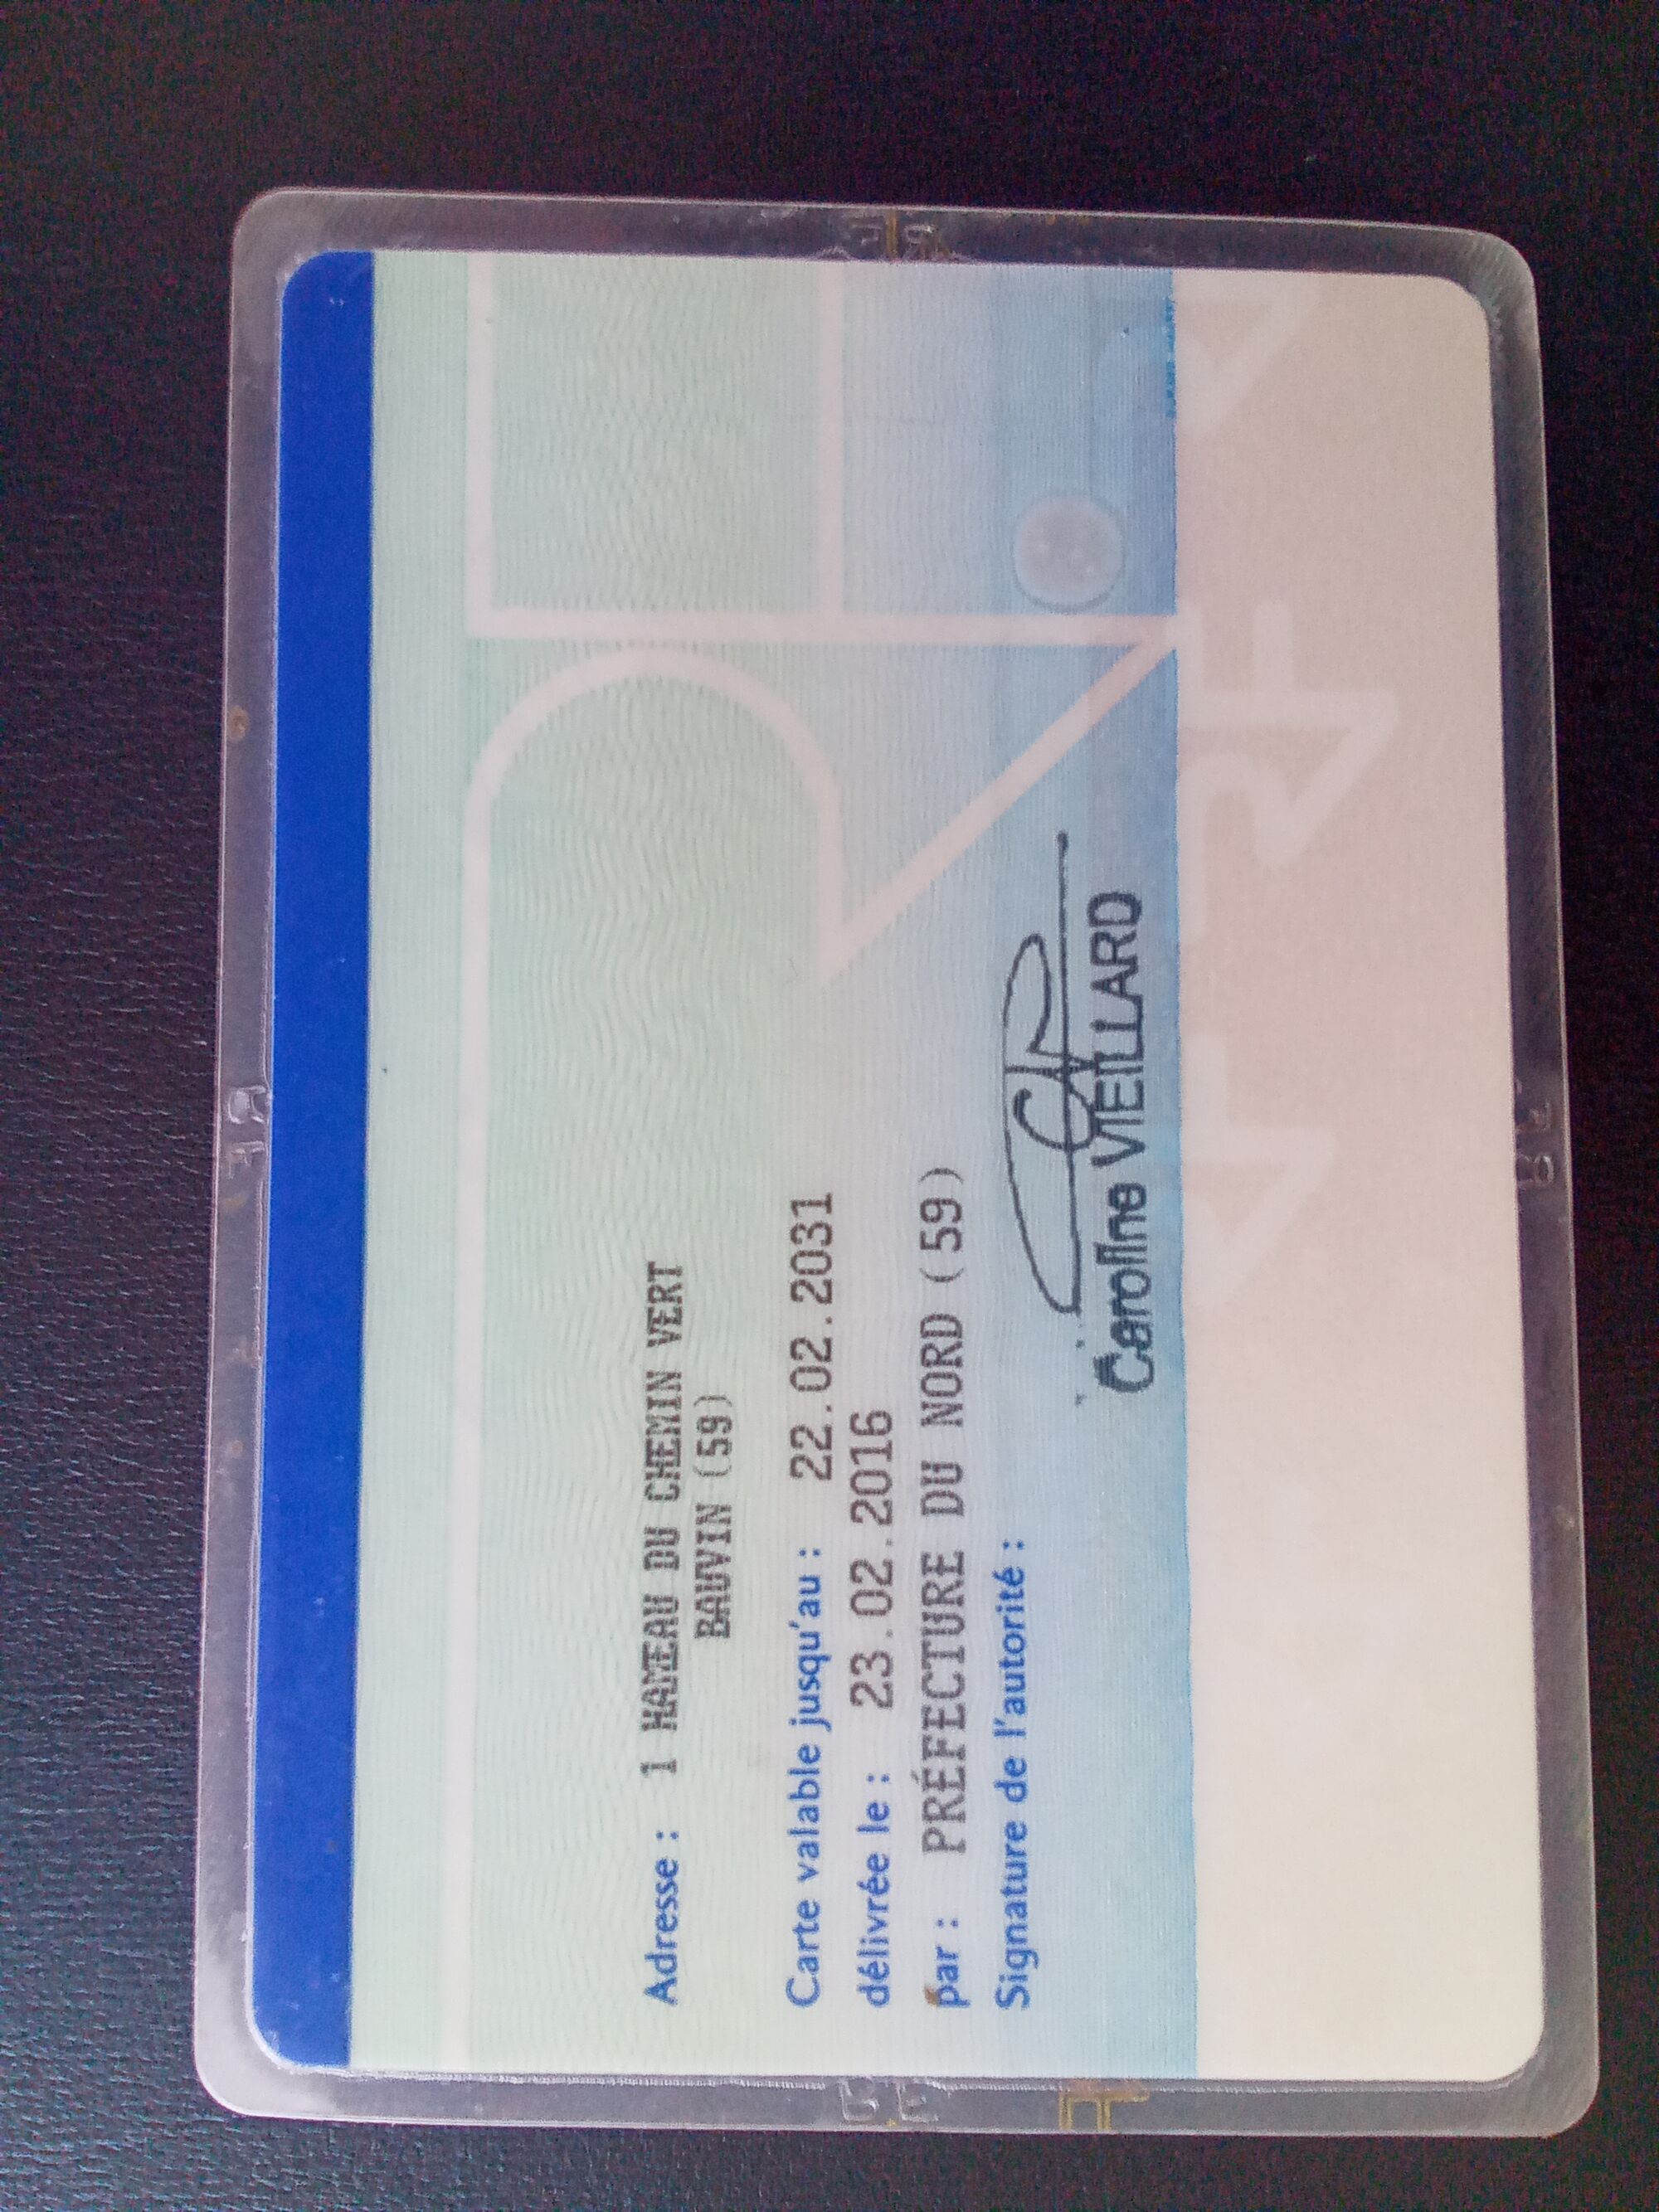 Adresse : 1 HAMEAU DU CHEMIN VERT
BAUVIN (59)
Carte valable jusqu'au : 22.02.2031
délivrée le : 23.02.2016
par : PRÉFECTURE DU NORD (59)
Signature de l'autorité :
Caroline VIEILLARD
RF